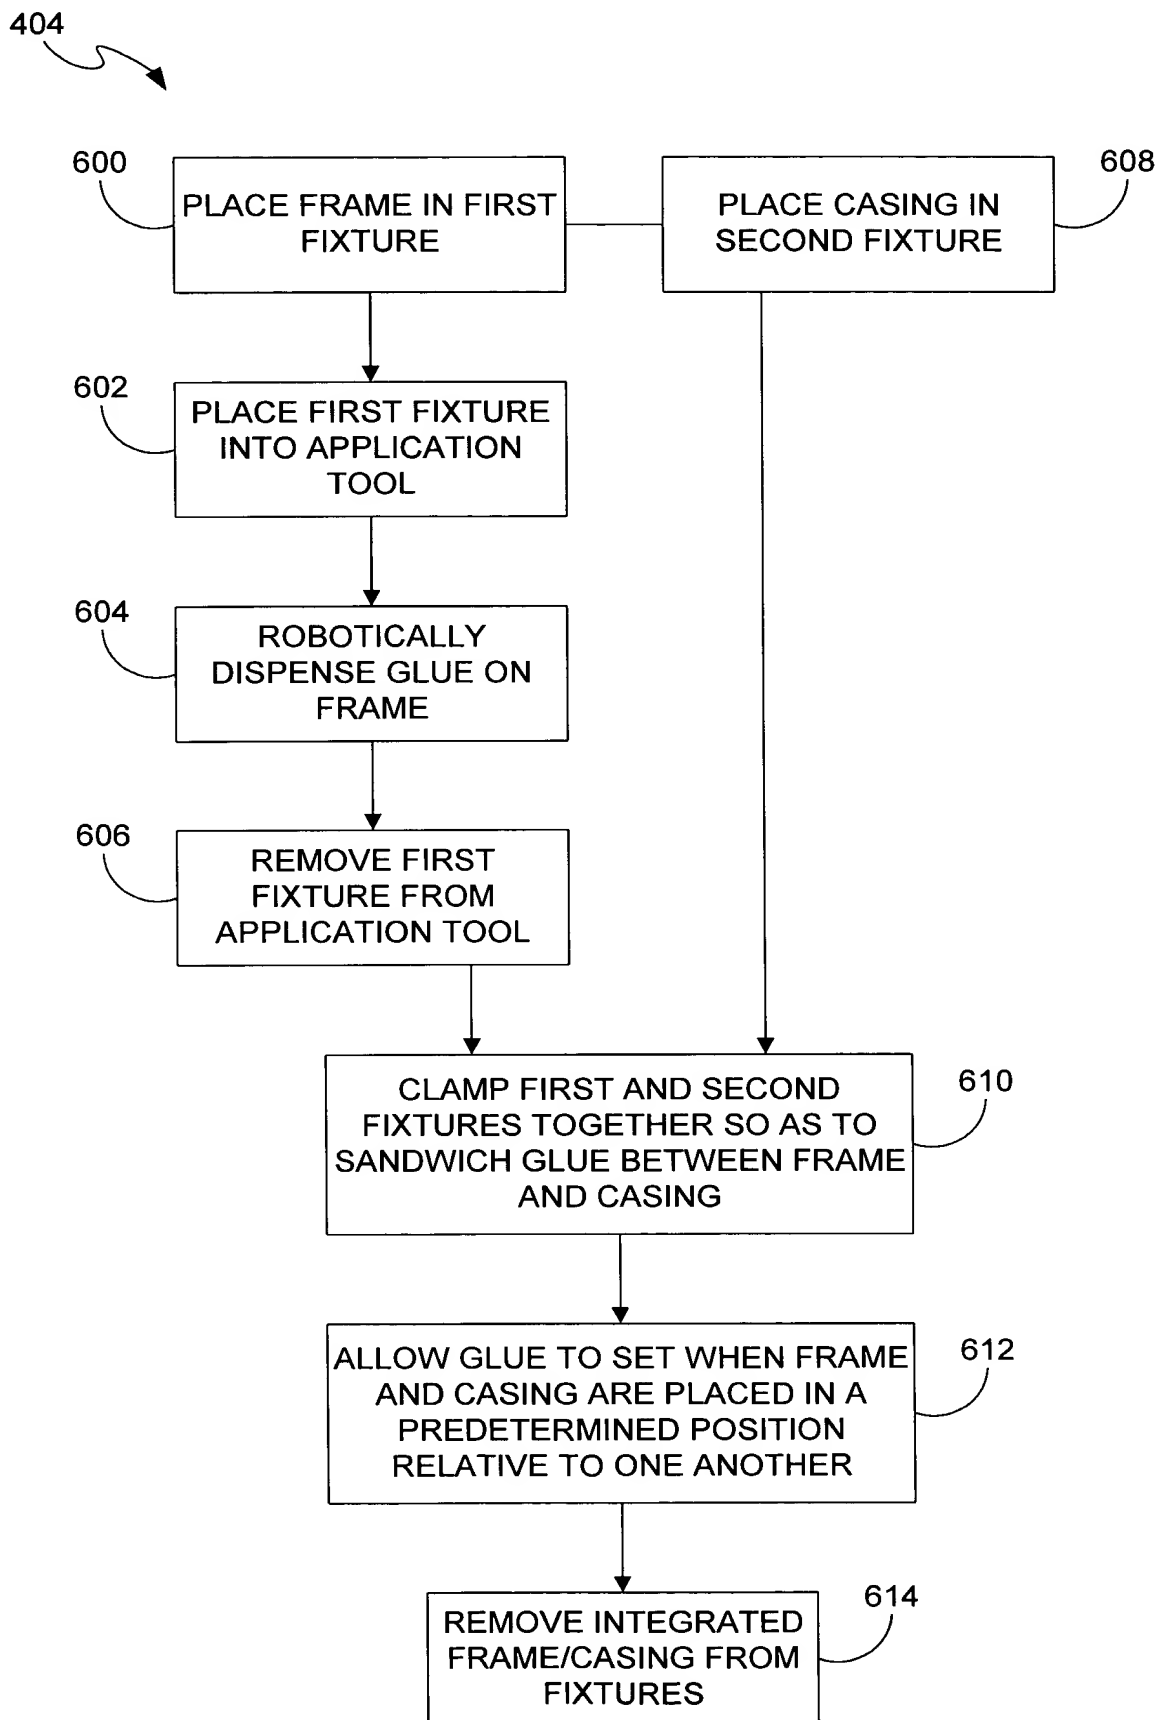 404
600
PLACE FRAME IN FIRST
FIXTURE
PLACE CASING IN
SECOND FIXTURE
608
602
PLACE FIRST FIXTURE
INTO APPLICATION
TOOL
604
ROBOTICALLY
DISPENSE GLUE ON
FRAME
606
REMOVE FIRST
FIXTURE FROM
APPLICATION TOOL
CLAMP FIRST AND SECOND
FIXTURES TOGETHER SO AS TO
SANDWICH GLUE BETWEEN FRAME
AND CASING
610
ALLOW GLUE TO SET WHEN FRAME
AND CASING ARE PLACED IN A
PREDETERMINED POSITION
RELATIVE TO ONE ANOTHER
612
REMOVE INTEGRATED
FRAME/CASING FROM
FIXTURES
614